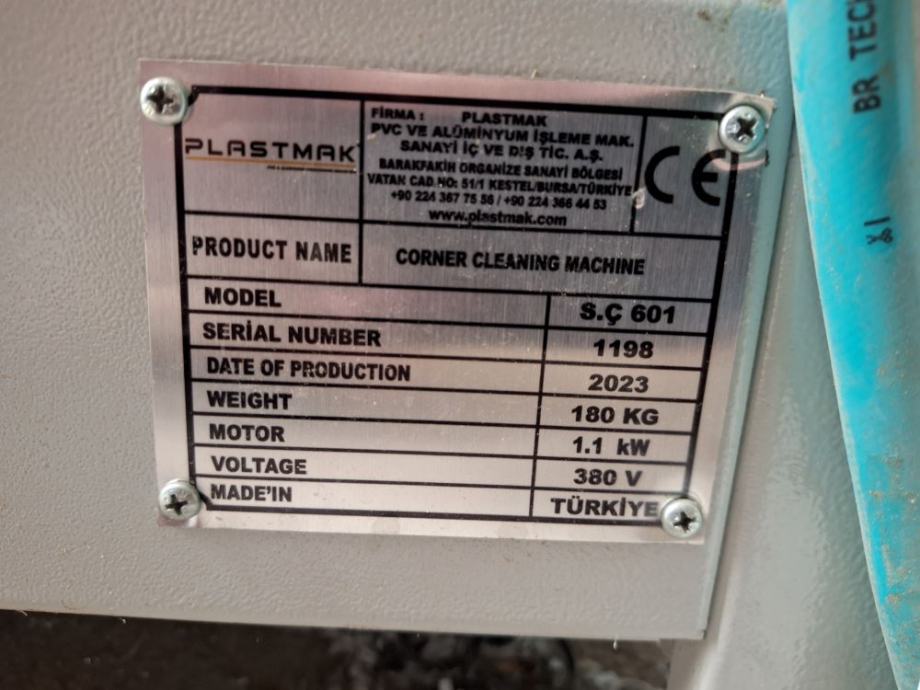 PLASTMAK
FİRMA : PLASTMAK
PVC VE ALÜMİNYUM İŞLEME MAK.
SANAYİ İÇ VE DIŞ TİC. A.Ş.
BARAKFAKİH ORGANİZE SANAYİ BÖLGESİ
VATAN CAD.NO: 51/1 KESTEL/BURSA/TÜRKİYE
+90 224 367 75 56 / +90 224 366 44 53
www.plastmak.com
CE
PRODUCT NAME CORNER CLEANING MACHINE
MODEL S.Ç 601
SERIAL NUMBER 1198
DATE OF PRODUCTION 2023
WEIGHT 180 KG
MOTOR 1.1 kW
VOLTAGE 380 V
MADE'IN TÜRKİYE
BR TECH